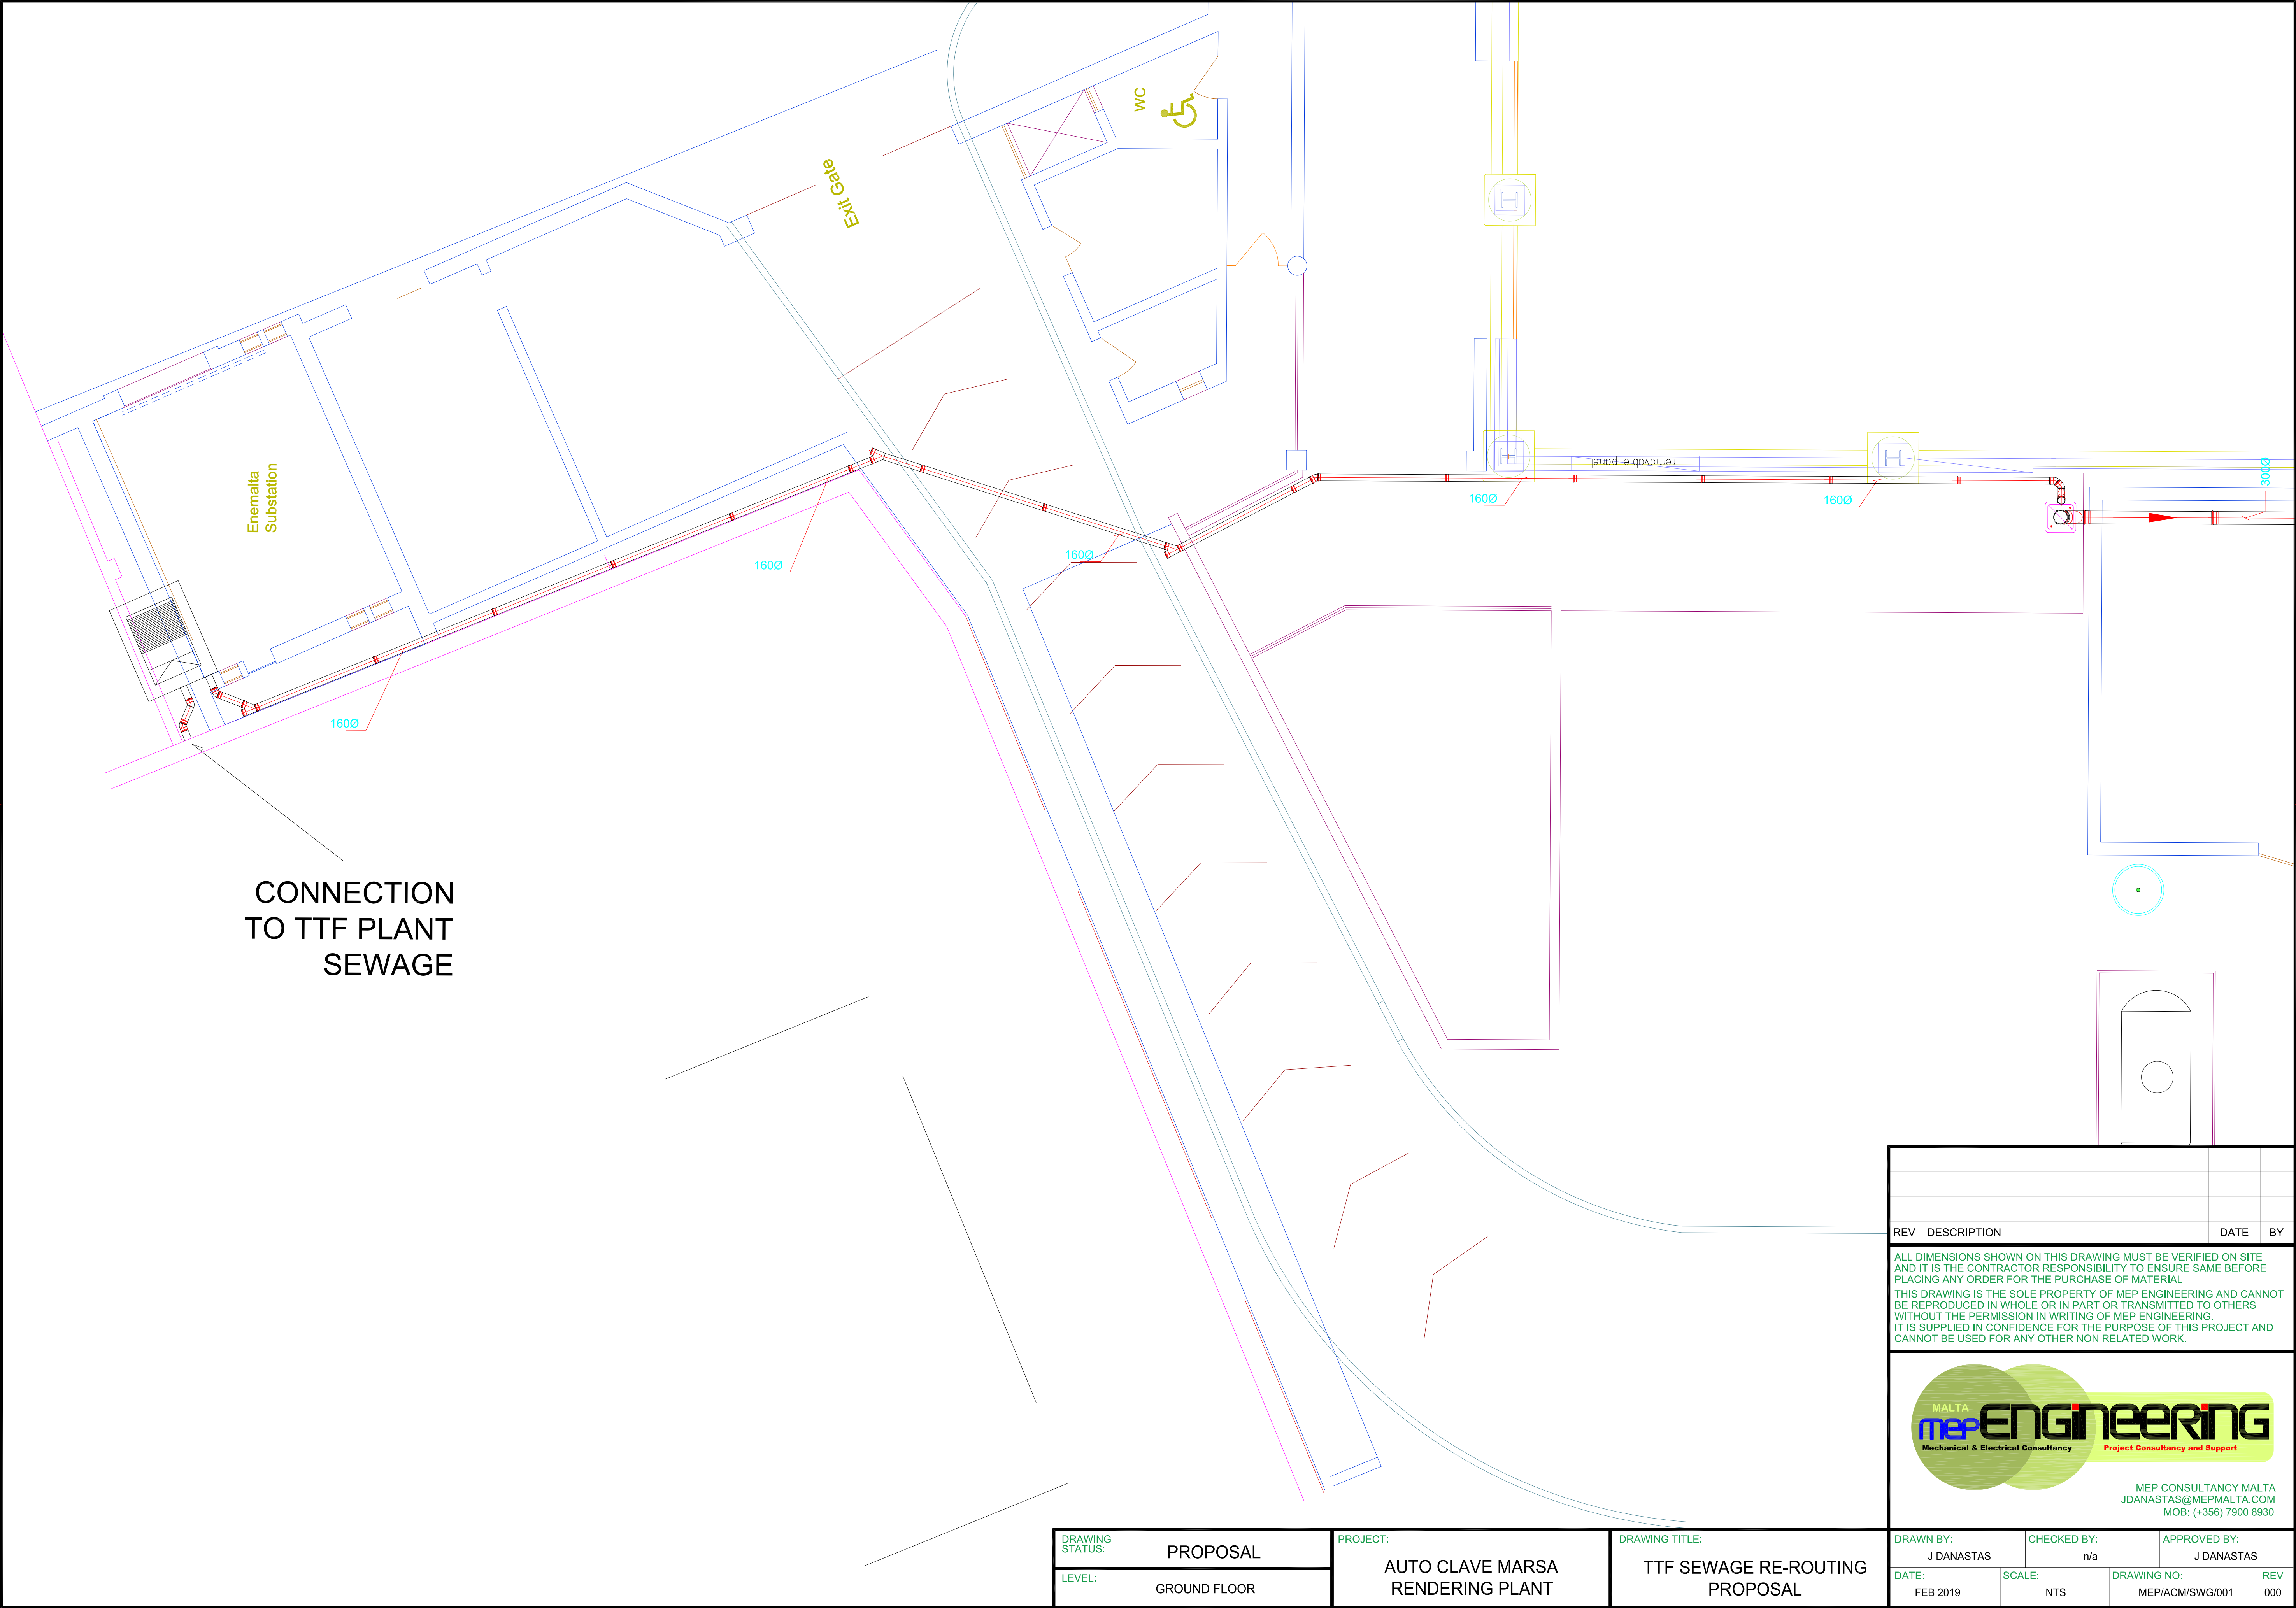 WC
Exit Gate
H
Enemalta
Substation
H
removable panel
H
300Ø
160Ø
160Ø
160Ø
160Ø
160Ø
CONNECTION
TO TTF PLANT
SEWAGE
REV DESCRIPTION DATE BY
ALL DIMENSIONS SHOWN ON THIS DRAWING MUST BE VERIFIED ON SITE
AND IT IS THE CONTRACTOR RESPONSIBILITY TO ENSURE SAME BEFORE
PLACING ANY ORDER FOR THE PURCHASE OF MATERIAL
THIS DRAWING IS THE SOLE PROPERTY OF MEP ENGINEERING AND CANNOT
BE REPRODUCED IN WHOLE OR IN PART OR TRANSMITTED TO OTHERS
WITHOUT THE PERMISSION IN WRITING OF MEP ENGINEERING.
IT IS SUPPLIED IN CONFIDENCE FOR THE PURPOSE OF THIS PROJECT AND
CANNOT BE USED FOR ANY OTHER NON RELATED WORK.
MALTA
mep ENGiNEERiNG
Mechanical & Electrical Consultancy Project Consultancy and Support
MEP CONSULTANCY MALTA
JDANASTAS@MEPMALTA.COM
MOB: (+356) 7900 8930
DRAWING
STATUS:
PROPOSAL
LEVEL:
GROUND FLOOR
PROJECT:
AUTO CLAVE MARSA
RENDERING PLANT
DRAWING TITLE:
TTF SEWAGE RE-ROUTING
PROPOSAL
DRAWN BY: CHECKED BY: APPROVED BY:
J DANASTAS n/a J DANASTAS
DATE: SCALE: DRAWING NO: REV
FEB 2019 NTS MEP/ACM/SWG/001 000